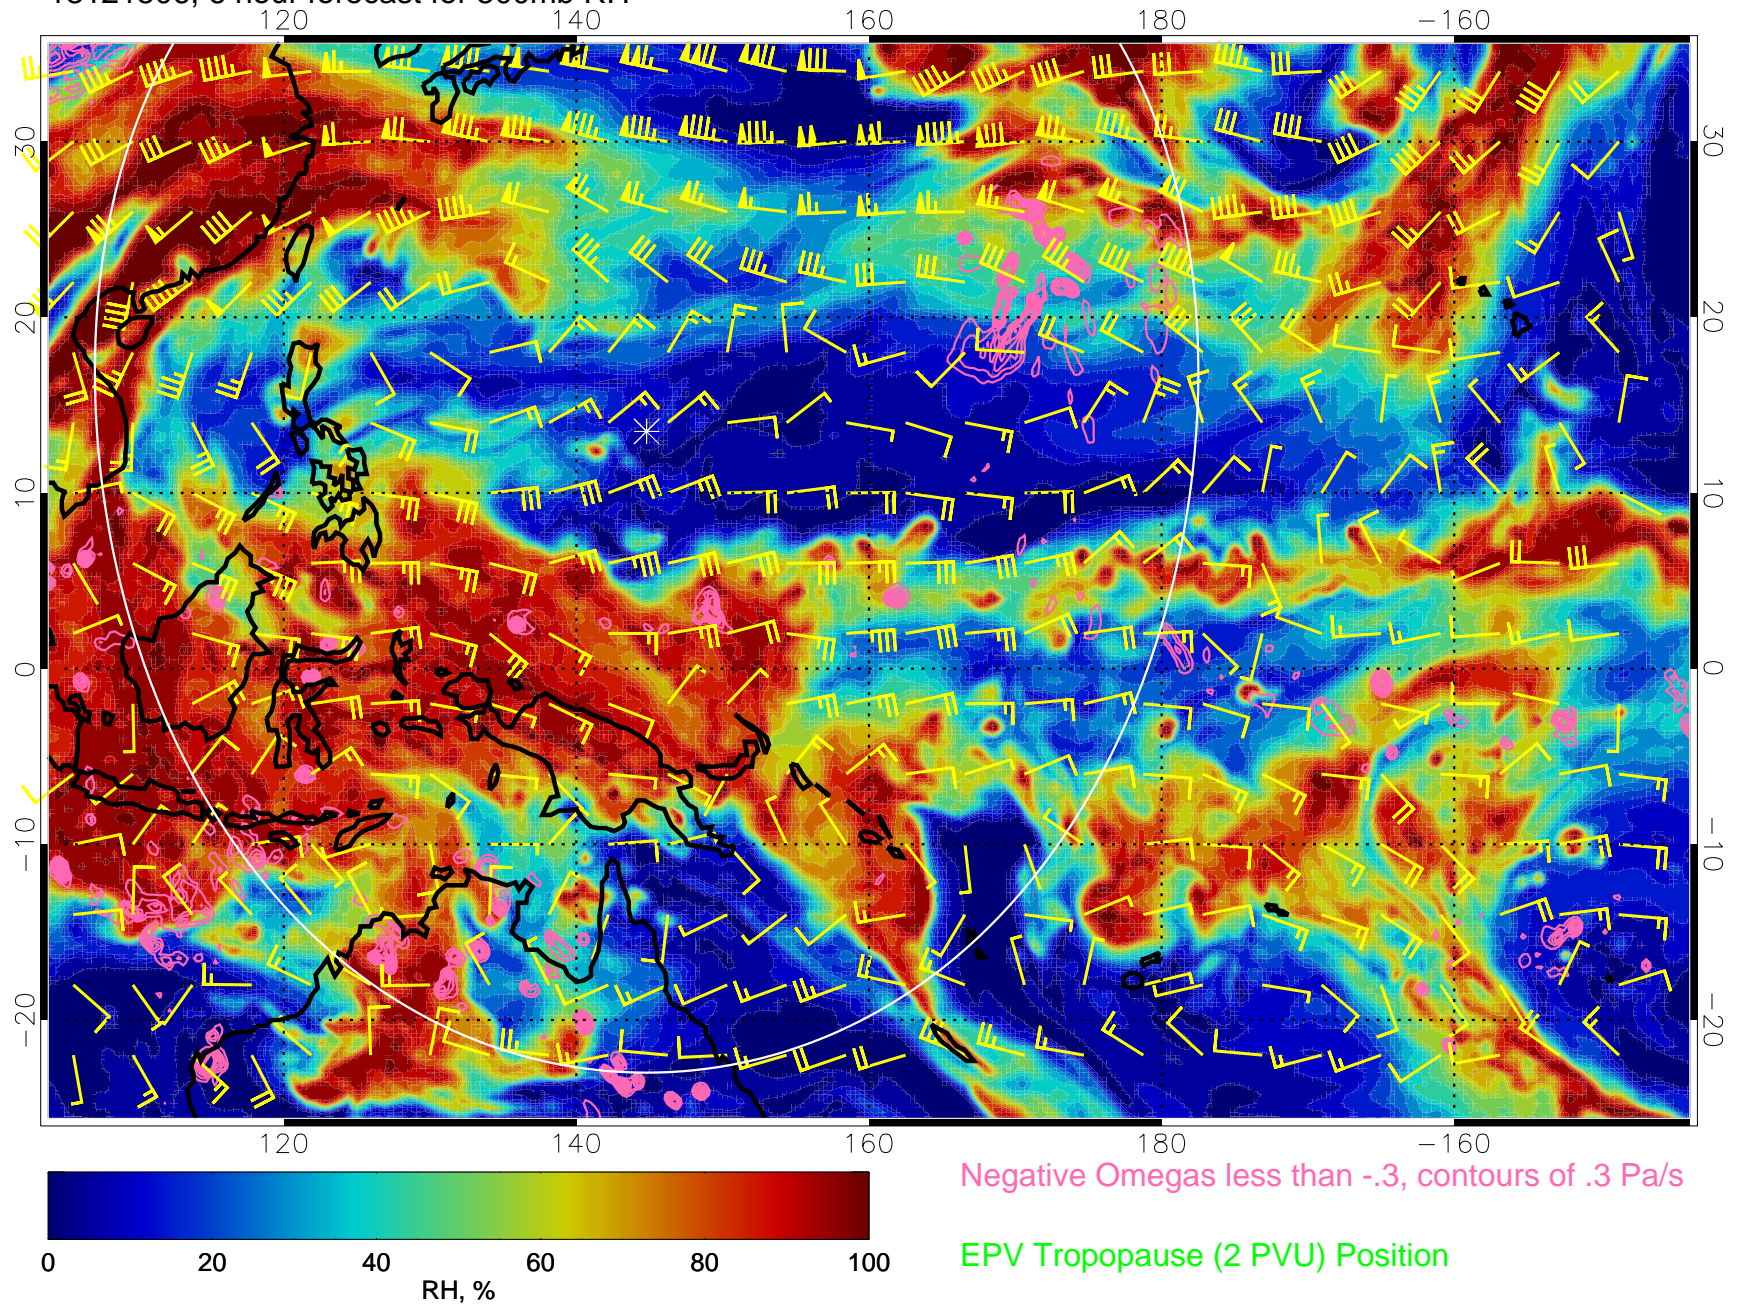 120 140 160 180 −160
30 30
20 20
10 10
0 0
−10 −10
−20 −20
120 140 160 180 −160
Negative Omegas less than -.3, contours of .3 Pa/s
0 20 40 60 80 100
RH, %
EPV Tropopause (2 PVU) Position